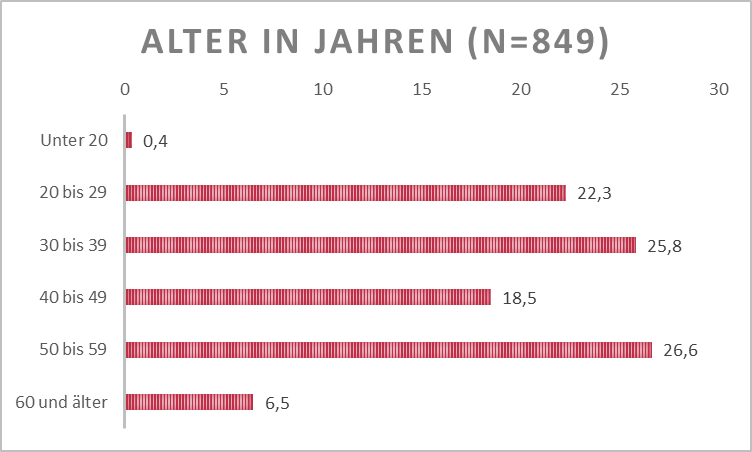 ALTER IN JAHREN (N=849)
0 5 10 15 20 25 30
Unter 20 0,4
20 bis 29 22,3
30 bis 39 25,8
40 bis 49 18,5
50 bis 59 26,6
60 und älter 6,5